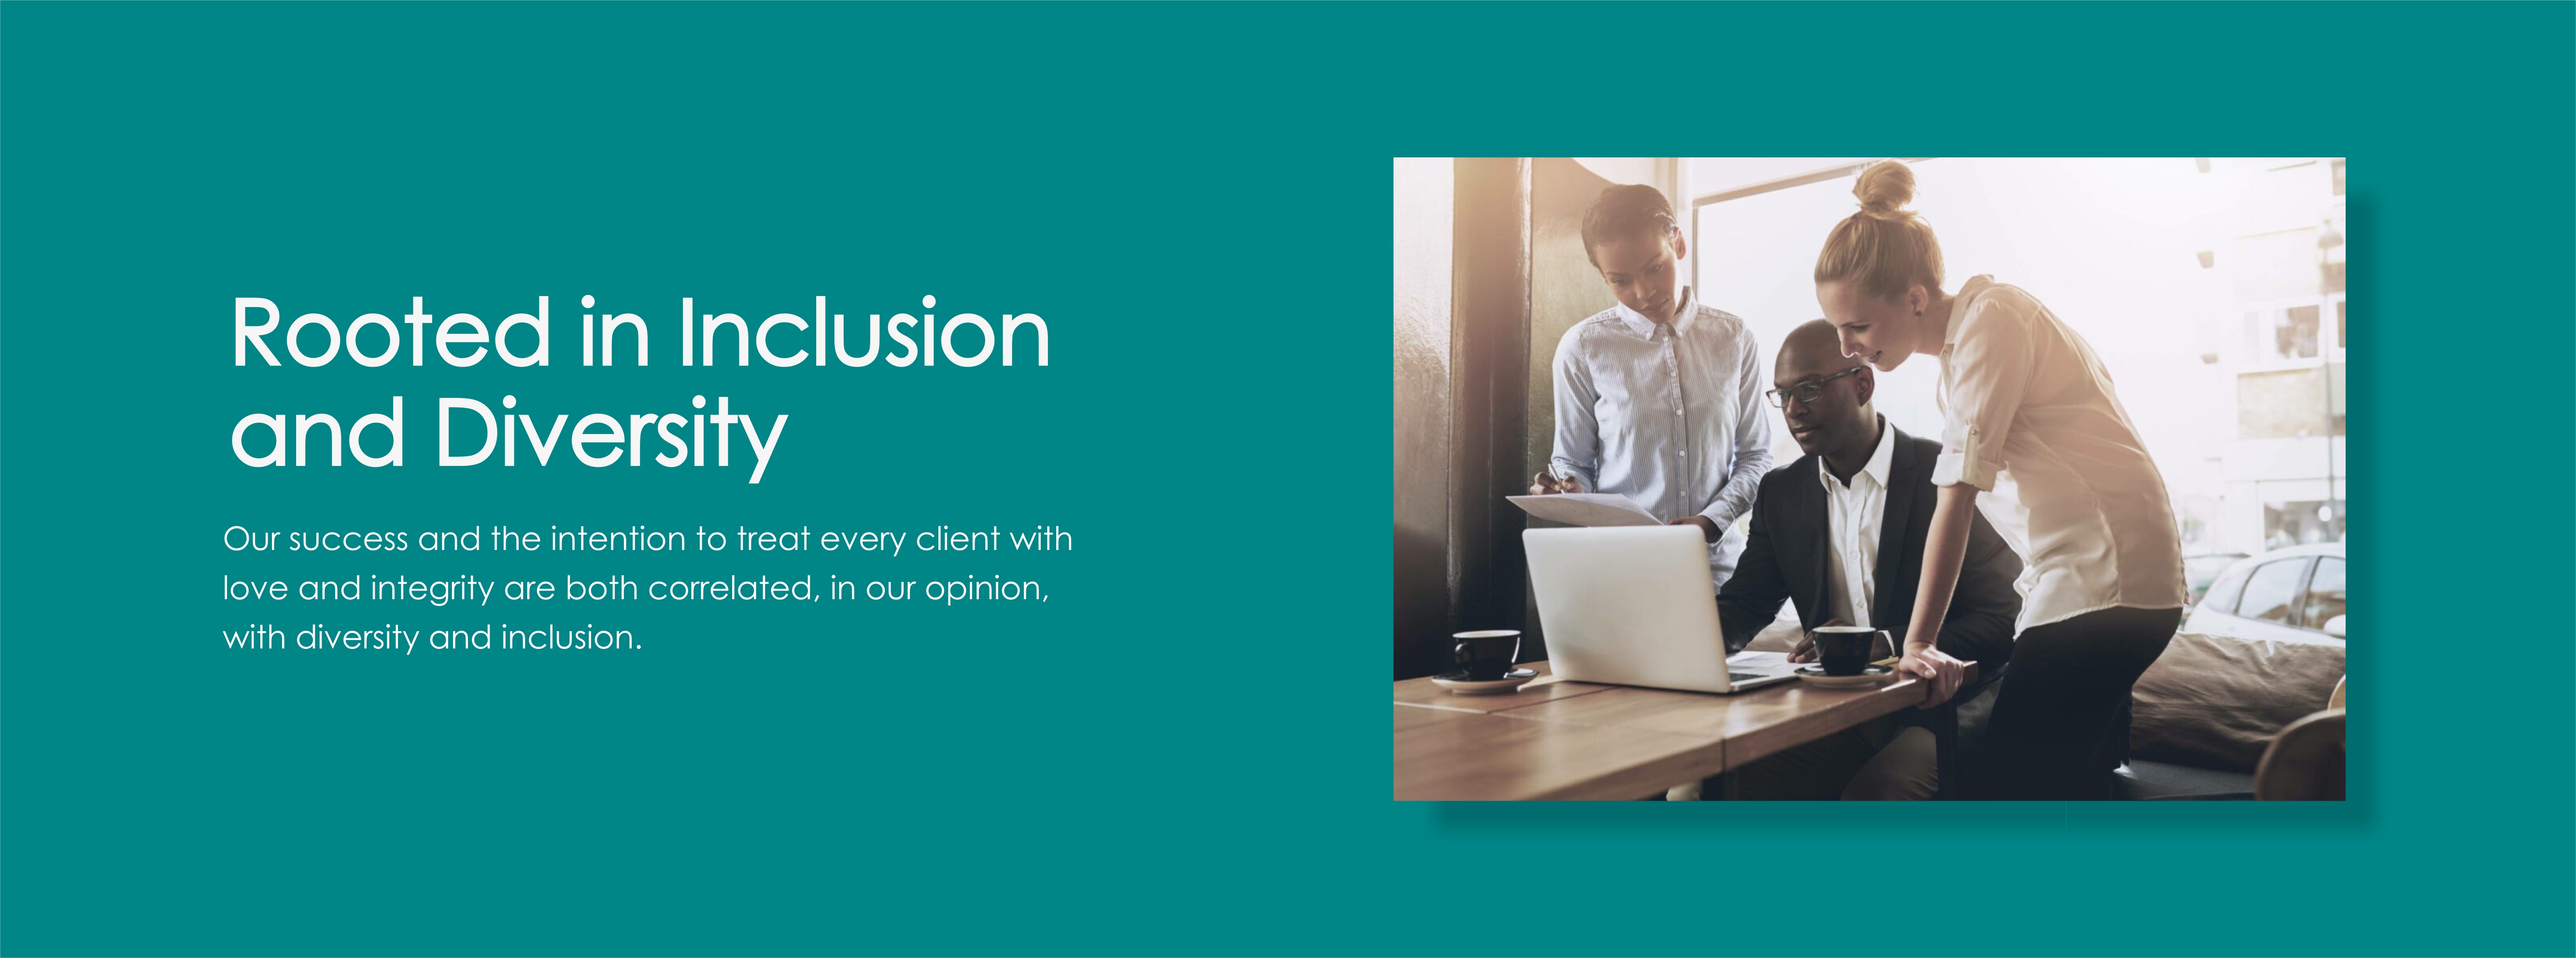 Rooted in Inclusion
and Diversity
Our success and the intention to treat every client with
love and integrity are both correlated, in our opinion,
with diversity and inclusion.